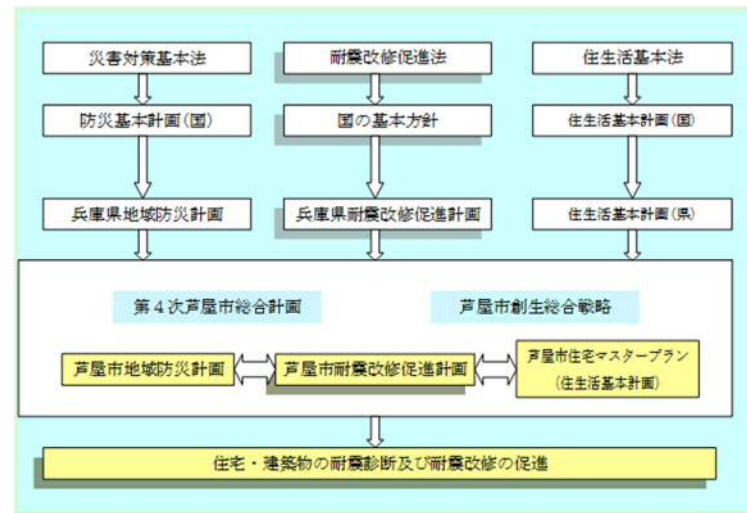 災害対策基本法
耐震改修促進法
住生活基本法
防災基本計画(国)
国の基本方針
住生活基本計画(国)
兵庫県地域防災計画
兵庫県耐震改修促進計画
住生活基本計画(県)
第4次芦屋市総合計画
芦屋市創生総合戦略
芦屋市地域防災計画
芦屋市耐震改修促進計画
芦屋市住宅マスタープラン
(住生活基本計画)
住宅・建築物の耐震診断及び耐震改修の促進